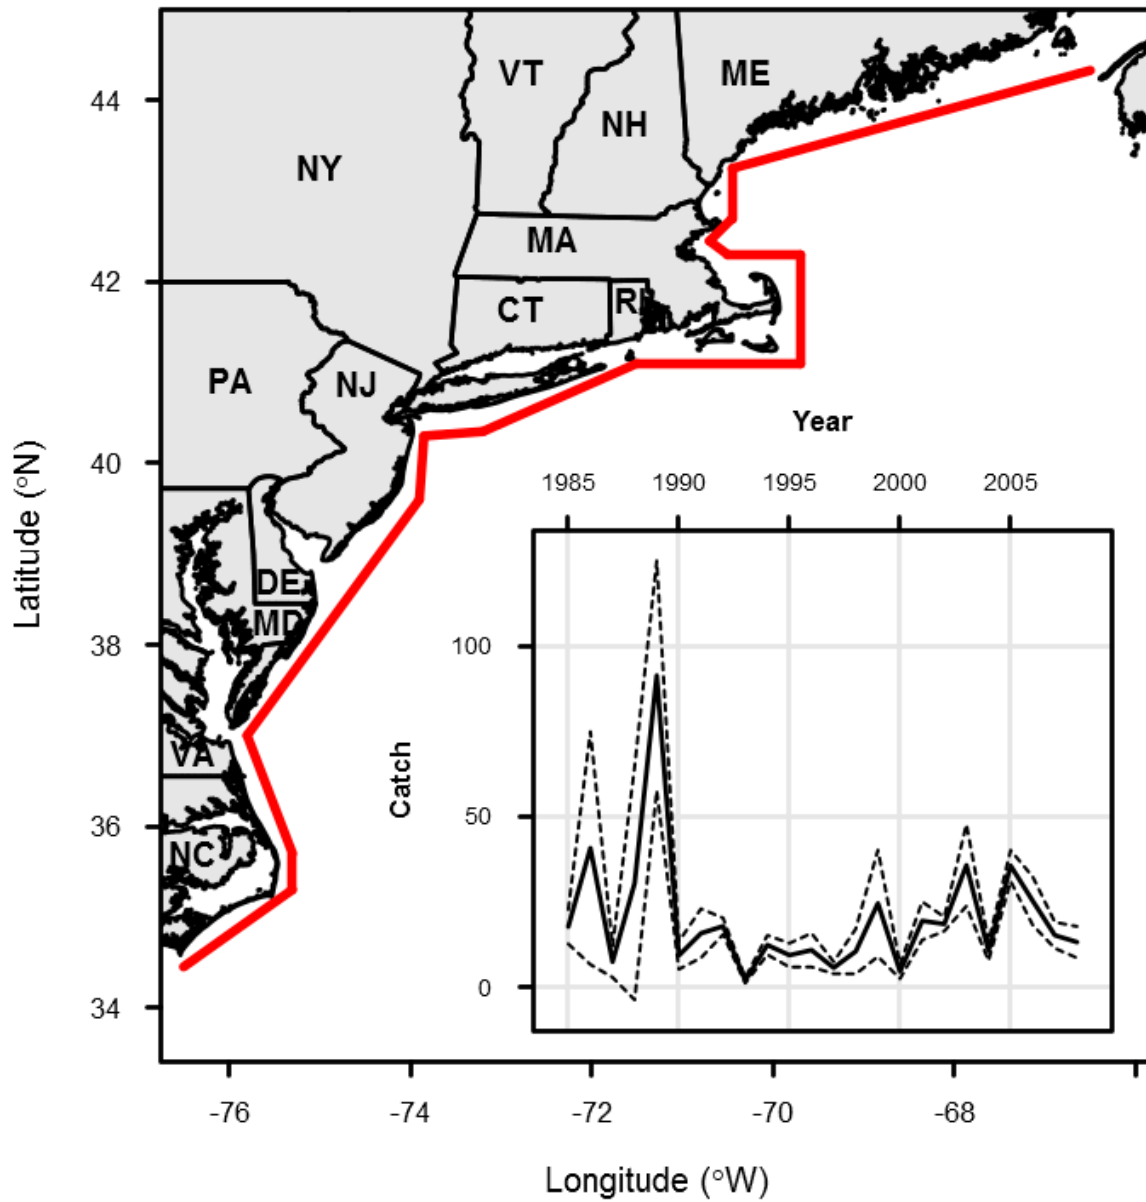 44
42
40
38
36
34
Latitude (°N)
VT
ME
NH
NY
MA
CT
RI
PA
NJ
DE
MD
VA
NC
Year
1985 1990 1995 2000 2005
100
50
0
Catch
-76 -74 -72 -70 -68
Longitude (°W)